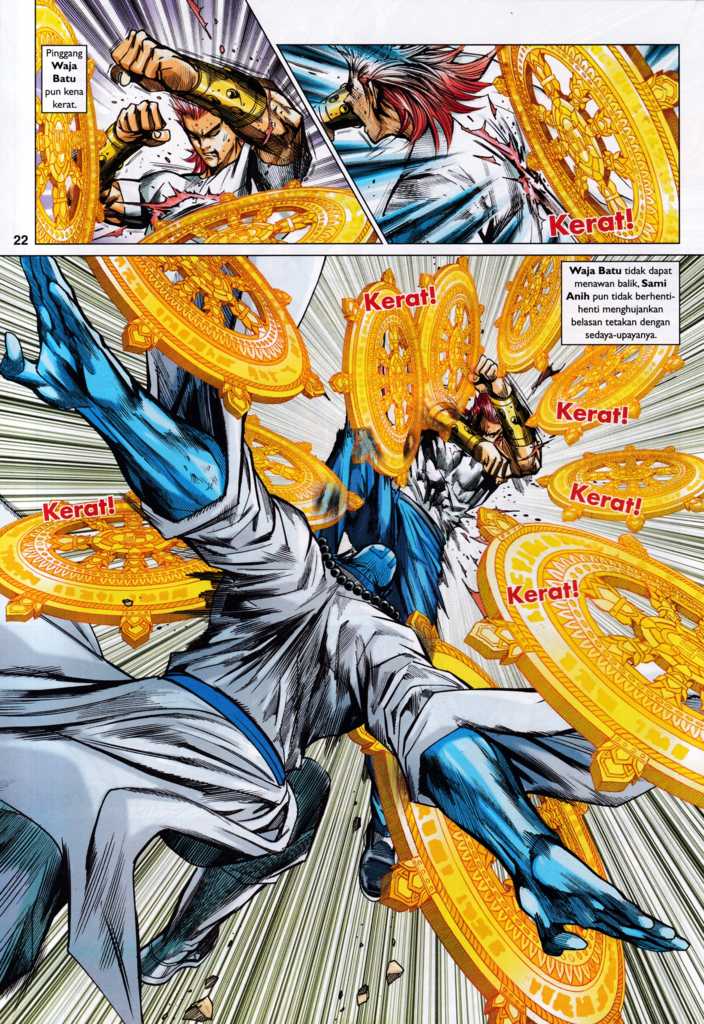 Pinggang
Waja
Batu
pun kena
kerat.
Kerat!
22
Waja Batu tidak dapat
menawan balik, Sami
Anih pun tidak berhenti-
henti menghujankan
belasan tetakan dengan
sedaya-upayanya.
Kerat!
Kerat!
Kerat!
Kerat!
Kerat!